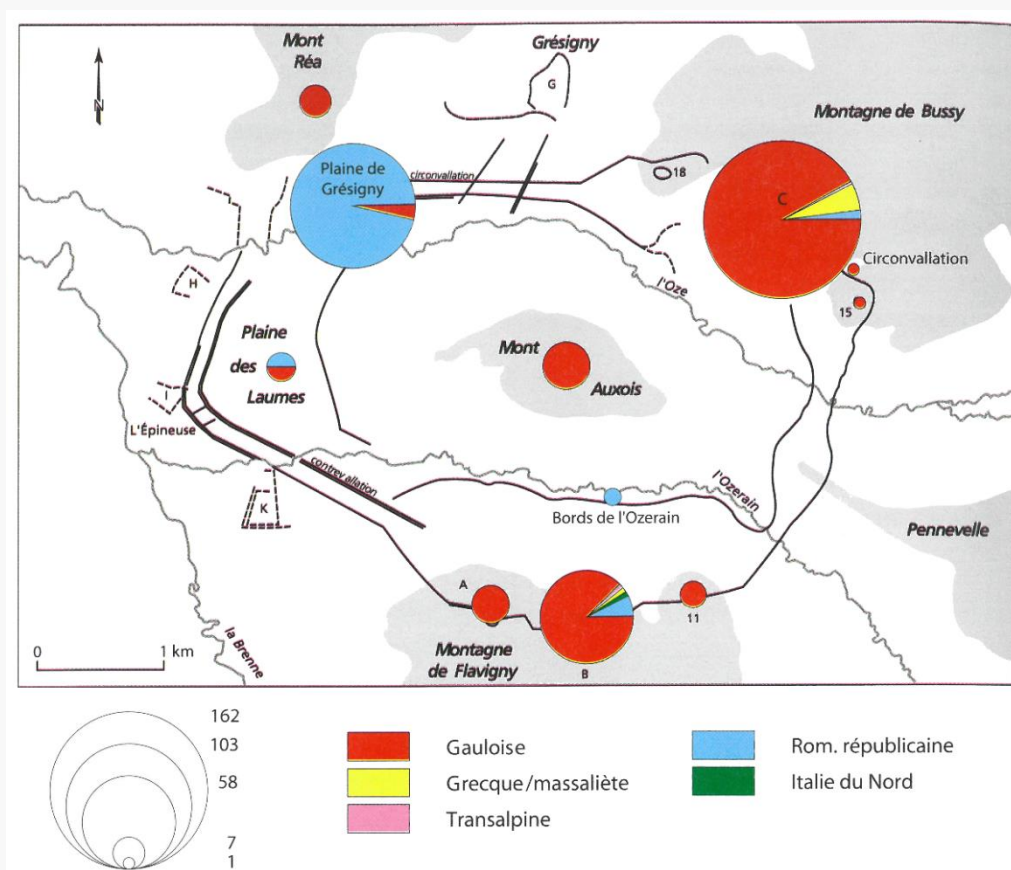 Mont
Réa
Grésigny
G
N
Montagne de Bussy
Plaine de
Grésigny
circonvallation
18
C
Circonvallation
15
l'Oze
H
Plaine
des
Laumes
Mont
Auxois
I
L'Épineuse
contrevallation
l'Ozerain
Bords de l'Ozerain
K
Pennevelle
A
11
B
Montagne
de Flavigny
la Brenne
0
1 km
162
103
58
7
1
Gauloise
Grecque/massaliète
Transalpine
Rom. républicaine
Italie du Nord